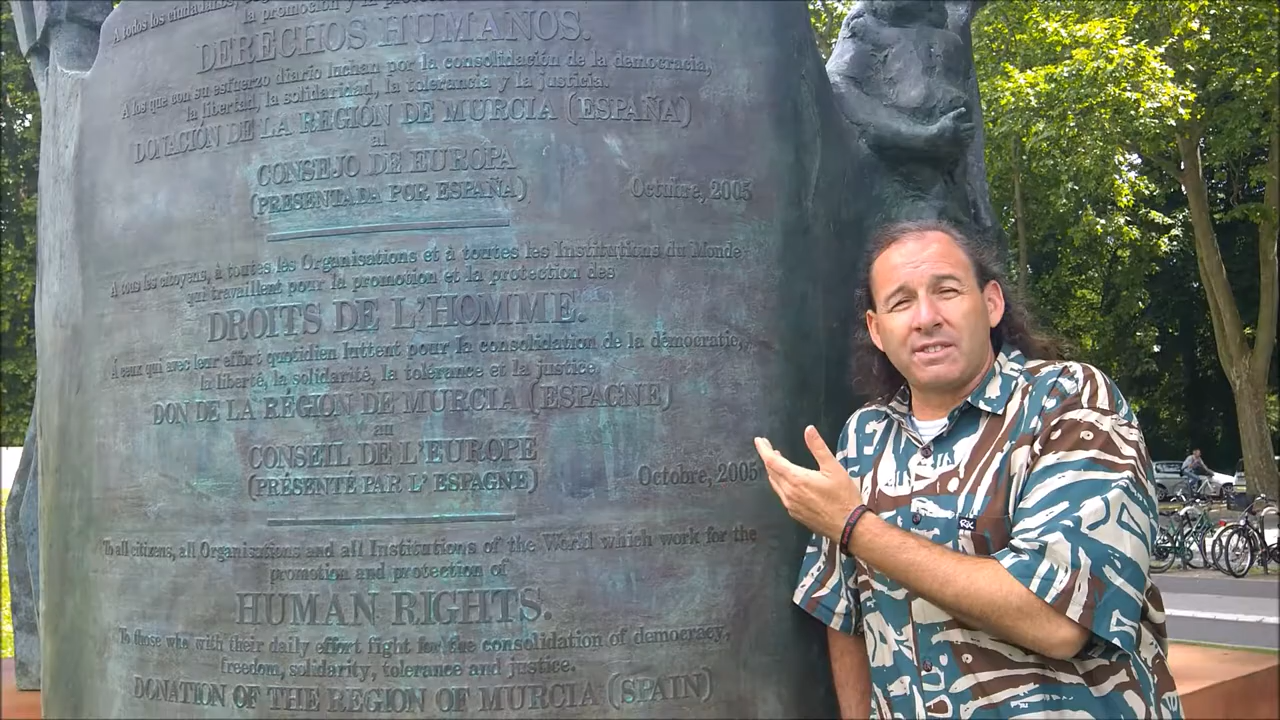 A todos los ciudadanos,
la promoción y la
DERECHOS HUMANOS.
A los que con su esfuerzo diario luchan por la consolidación de la democracia,
la libertad, la solidaridad, la tolerancia y la justicia.
DONACIÓN DE LA REGIÓN DE MURCIA (ESPAÑA)
al
CONSEJO DE EUROPA
(PRESENTADA POR ESPAÑA)
Octubre, 2005
A tous les citoyens, à toutes les Organisations et à toutes les Institutions du Monde
qui travaillent pour la promotion et la protection des
DROITS DE L'HOMME.
A ceux qui avec leur effort quotidien luttent pour la consolidation de la démocratie,
la liberté, la solidarité, la tolérance et la justice.
DON DE LA RÉGION DE MURCIA (ESPAGNE)
au
CONSEIL DE L'EUROPE
(PRÉSENTÉ PAR L' ESPAGNE)
Octobre, 2005
To all citizens, all Organisations and all Institutions of the World which work for the
promotion and protection of
HUMAN RIGHTS.
To those who with their daily effort fight for the consolidation of democracy,
freedom, solidarity, tolerance and justice.
DONATION OF THE REGION OF MURCIA (SPAIN)